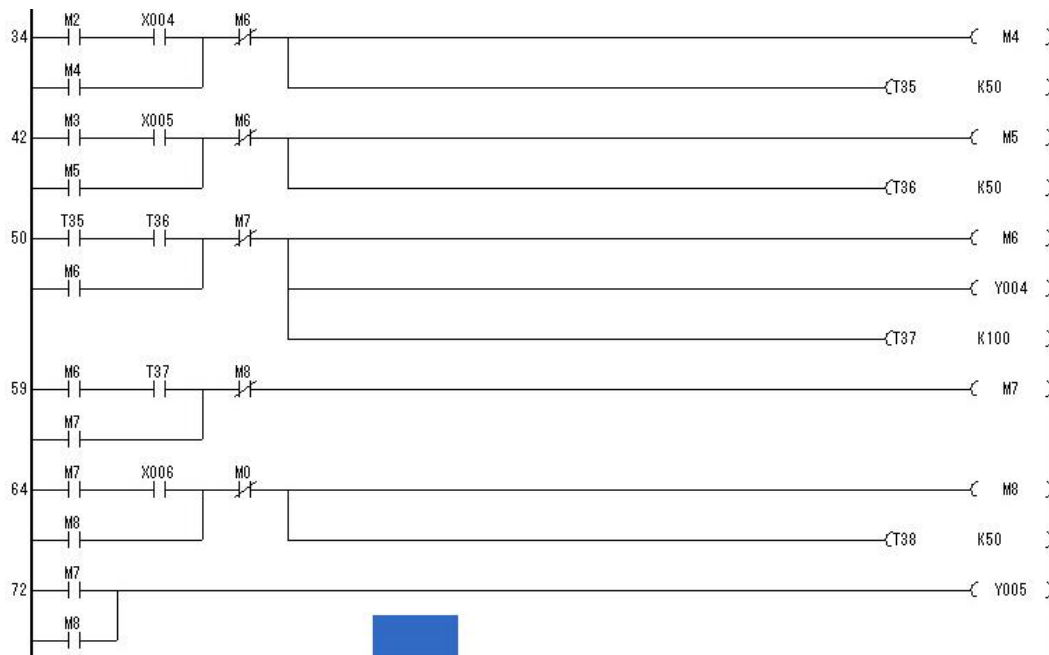 M2 X004 M6
34 M4
M4
T35 K50
M3 X005 M6
42 M5
M5
T36 K50
T35 T36 M7
50 M6
M6
Y004
T37 K100
M6 T37 M8
59 M7
M7
M7 X006 M0
64 M8
M8
T38 K50
M7
72 Y005
M8